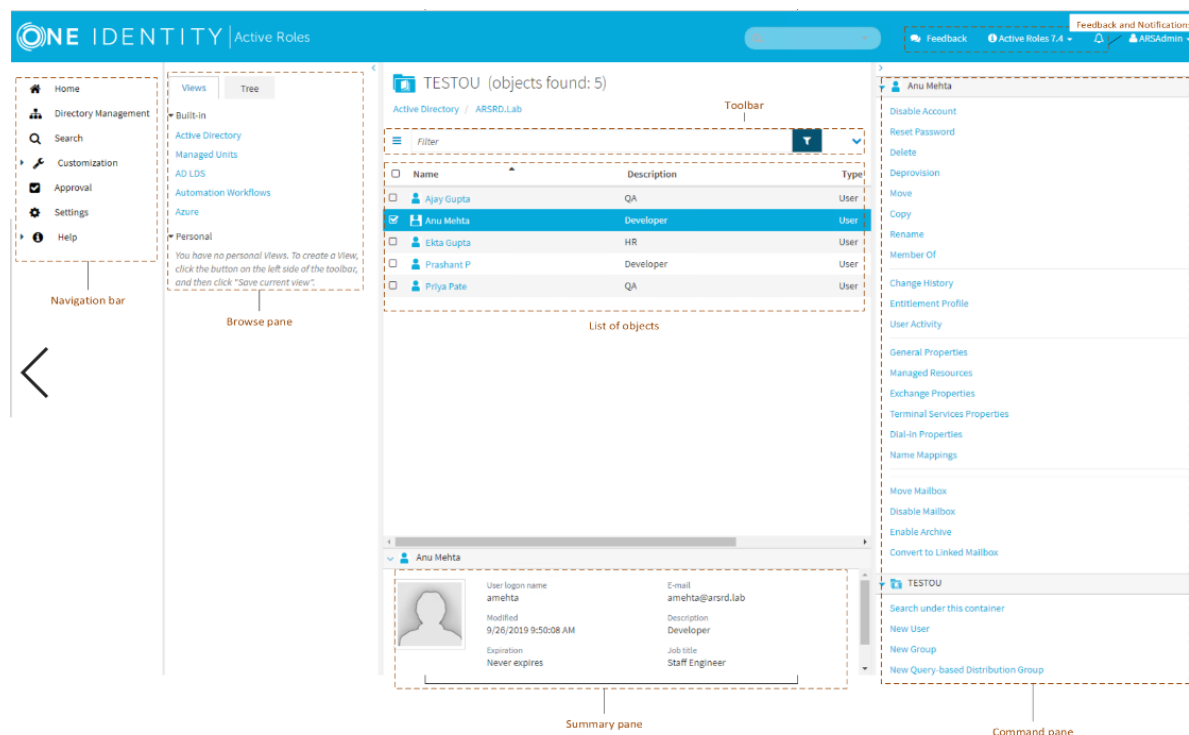 ONE IDENTITY Active Roles
Feedback and Notifications
Feedback
Active Roles 7.4
ARSAdmin
Home
Directory Management
Search
Customization
Approval
Settings
Help
Navigation bar
Views
Tree
Built-in
Active Directory
Managed Units
AD LDS
Automation Workflows
Azure
Personal
You have no personal Views. To create a View,
click the button on the left side of the toolbar,
and then click "Save current view".
Browse pane
TESTOU (objects found: 5)
Active Directory / ARSRD.Lab
Toolbar
Filter
Name Description Type
Ajay Gupta QA User
Anu Mehta Developer User
Ekta Gupta HR User
Prashant P Developer User
Priya Pate QA User
List of objects
Anu Mehta
User logon name
amehta
E-mail
amehta@arsrd.lab
Modified
9/26/2019 9:50:08 AM
Description
Developer
Expiration
Never expires
Job title
Staff Engineer
Summary pane
Anu Mehta
Disable Account
Reset Password
Delete
Deprovision
Move
Copy
Rename
Member Of
Change History
Entitlement Profile
User Activity
General Properties
Managed Resources
Exchange Properties
Terminal Services Properties
Dial-in Properties
Name Mappings
Move Mailbox
Disable Mailbox
Enable Archive
Convert to Linked Mailbox
TESTOU
Search under this container
New User
New Group
New Query-based Distribution Group
Command pane